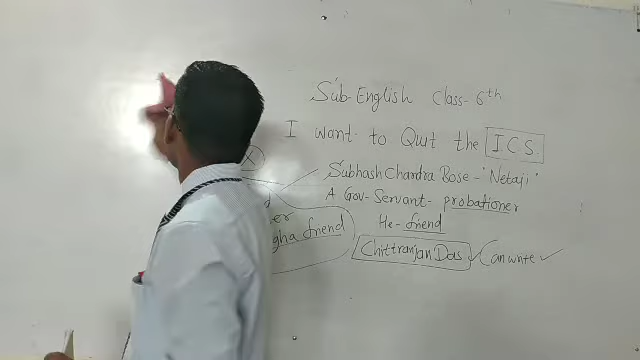 Sub-English Class-6th
I want to Quit the I.C.S.
Subhash Chandra Bose - 'Netaji'
A Gov-Servant- probationer
He-friend
gha friend
Chittranjan Das Can write